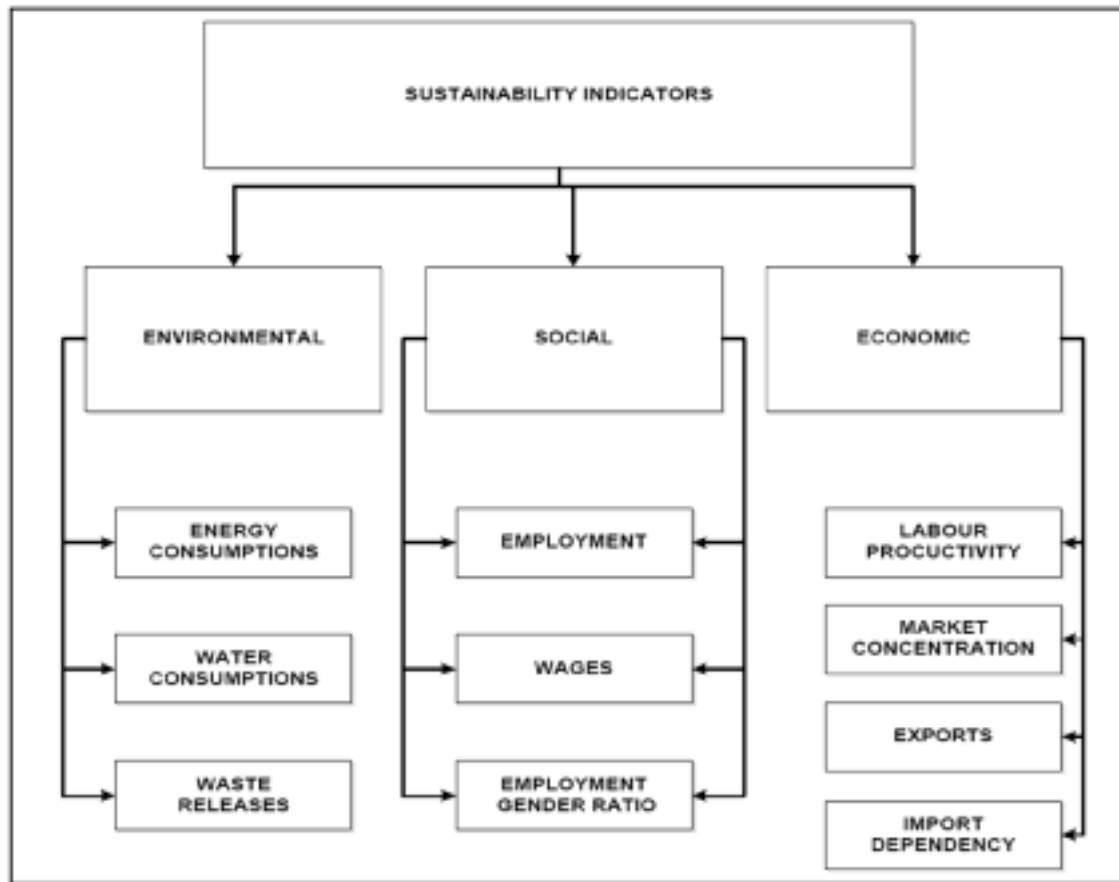 SUSTAINABILITY INDICATORS
ENVIRONMENTAL
SOCIAL
ECONOMIC
ENERGY
CONSUMPTIONS
WATER
CONSUMPTIONS
WASTE
RELEASES
EMPLOYMENT
WAGES
EMPLOYMENT
GENDER RATIO
LABOUR
PROCUCTIVITY
MARKET
CONCENTRATION
EXPORTS
IMPORT
DEPENDENCY